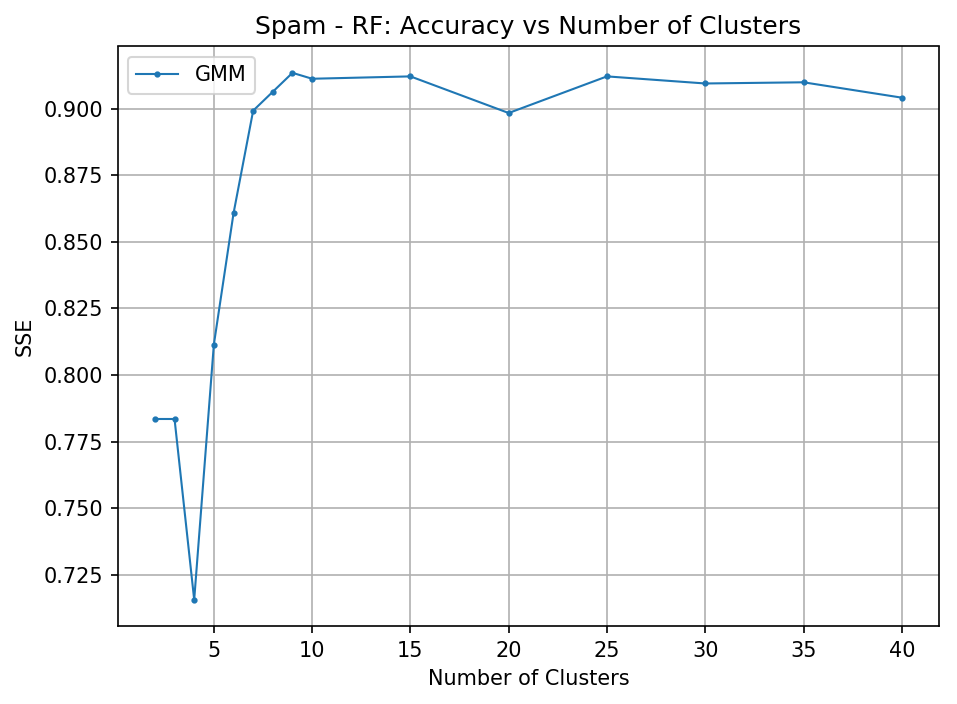 Spam - RF: Accuracy vs Number of Clusters
GMM
0.900
0.875
0.850
0.825
0.800
0.775
0.750
0.725
SSE
5 10 15 20 25 30 35 40
Number of Clusters